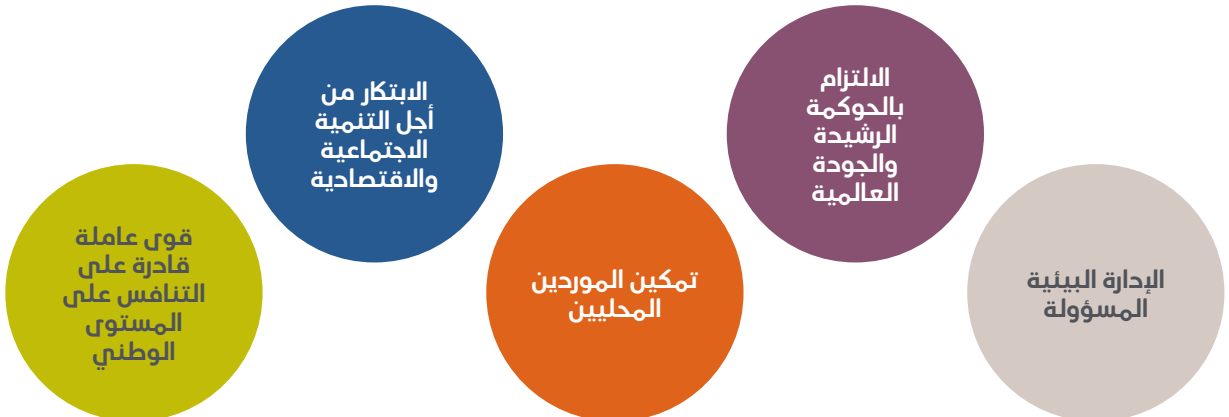 الإدارة البيئية
المسؤولة
الالتزام
بالحوكمة
الرشيدة
والجودة
العالمية
تمكين الموردين
المحليين
الابتكار من
أجل التنمية
الاجتماعية
والاقتصادية
قوى عاملة
قادرة على
التنافس على
المستوى
الوطني